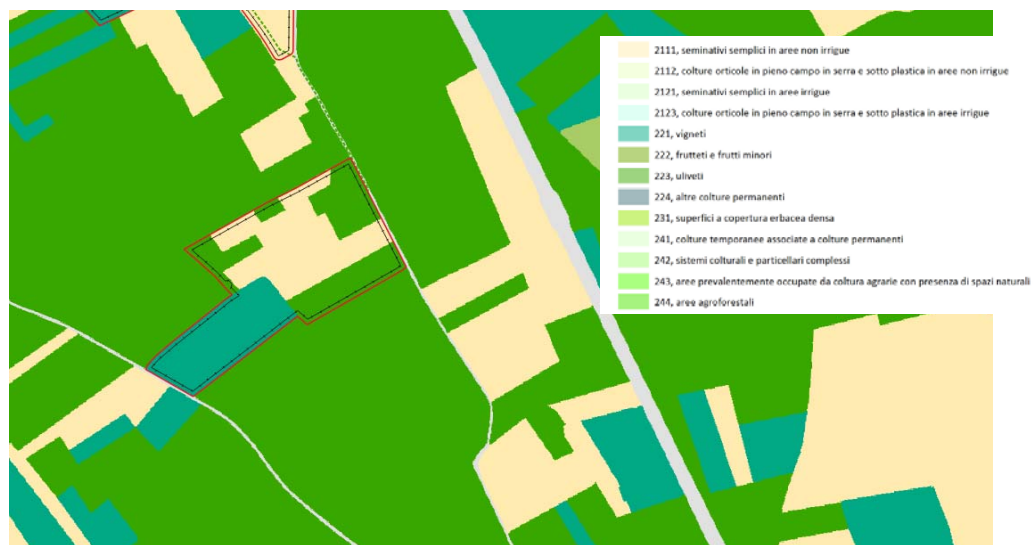 2111, seminativi semplici in aree non irrigue
2112, colture orticole in pieno campo in serra e sotto plastica in aree non irrigue
2121, seminativi semplici in aree irrigue
2123, colture orticole in pieno campo in serra e sotto plastica in aree irrigue
221, vigneti
222, frutteti e frutti minori
223, uliveti
224, altre colture permanenti
231, superfici a copertura erbacea densa
241, colture temporanee associate a colture permanenti
242, sistemi colturali e particellari complessi
243, aree prevalentemente occupate da coltura agrarie con presenza di spazi naturali
244, aree agroforestali